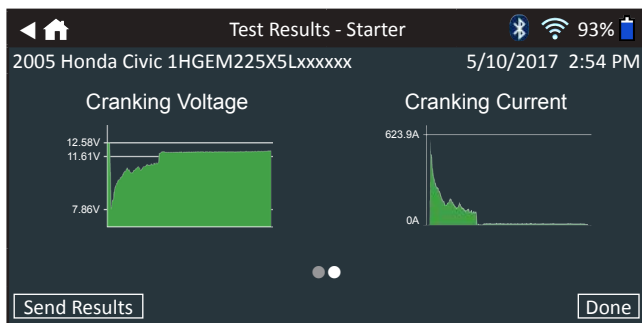 Test Results - Starter
93%
2005 Honda Civic 1HGEM225X5Lxxxxxx
5/10/2017 2:54 PM
Cranking Voltage
Cranking Current
12.58V
11.61V
7.86V
623.9A
0A
Send Results
Done